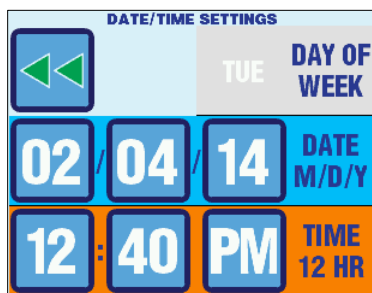 DATE/TIME SETTINGS
TUE DAY OF
WEEK
02 / 04 / 14 DATE
M/D/Y
12 : 40 PM TIME
12 HR